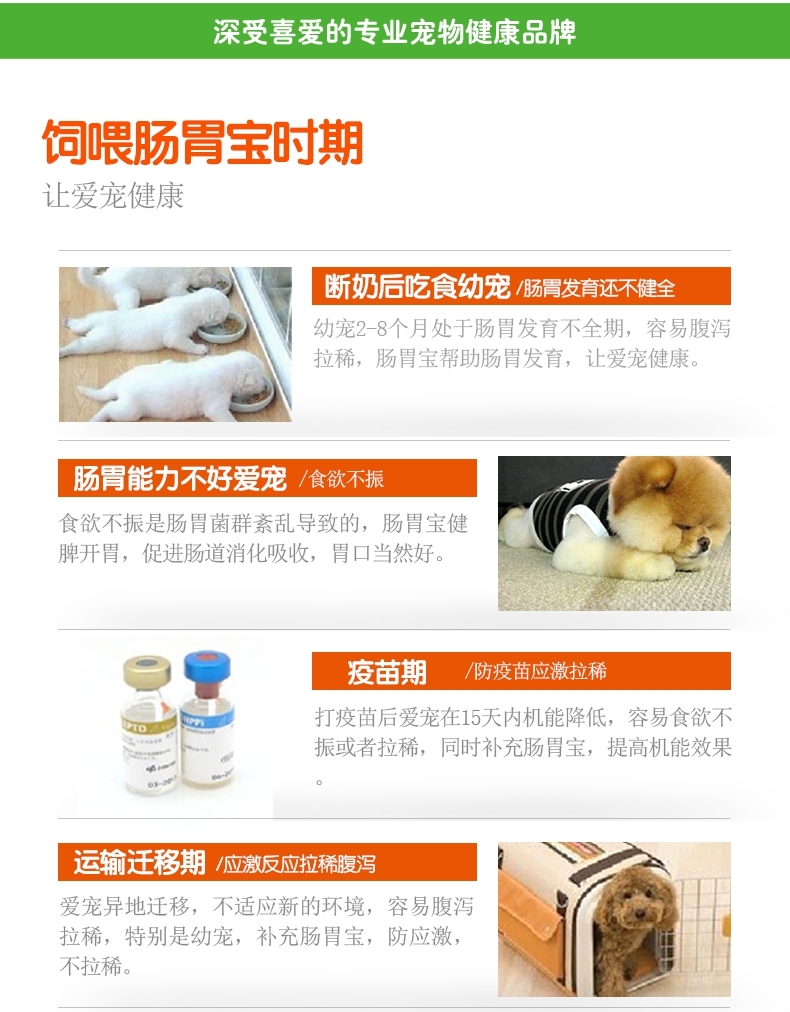 深受喜爱的专业宠物健康品牌
饲喂肠胃宝时期
让爱宠健康
断奶后吃食幼宠/肠胃发育还不健全
幼宠2-8个月处于肠胃发育不全期，容易腹泻
拉稀，肠胃宝帮助肠胃发育，让爱宠健康。
肠胃能力不好爱宠 /食欲不振
食欲不振是肠胃菌群紊乱导致的，肠胃宝健
脾开胃，促进肠道消化吸收，胃口当然好。
疫苗期 /防疫苗应激拉稀
打疫苗后爱宠在15天内机能降低，容易食欲不
振或者拉稀，同时补充肠胃宝，提高机能效果
。
运输迁移期 /应激反应拉稀腹泻
爱宠异地迁移，不适应新的环境，容易腹泻
拉稀，特别是幼宠，补充肠胃宝，防应激，
不拉稀。